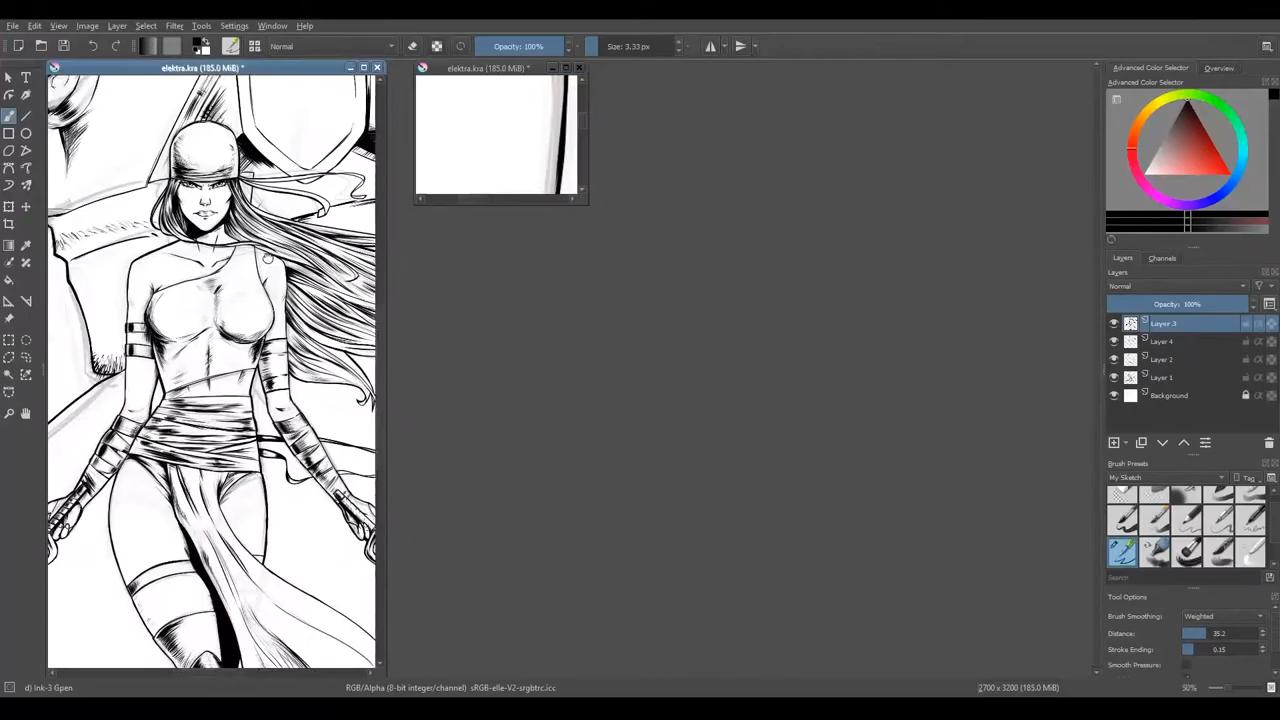 File Edit View Image Layer Select Filter Tools Settings Window Help
Normal Opacity: 100% Size: 3.33 px
elektra.kra (185.0 MiB) *
elektra.kra (185.0 MiB) *
Advanced Color Selector Overview
Advanced Color Selector
Layers Channels
Layers
Normal
Opacity: 100%
Layer 3
Layer 4
Layer 2
Layer 1
Background
Brush Presets
My Sketch Tag
Search
Tool Options
Brush Smoothing: Weighted
Distance: 35.2
Stroke Ending: 0.15
Smooth Pressure:
d) Ink-3 Gpen RGB/Alpha (8-bit integer/channel) sRGB-elle-V2-srgbtrc.icc 2700 x 3200 (185.0 MiB) 50%